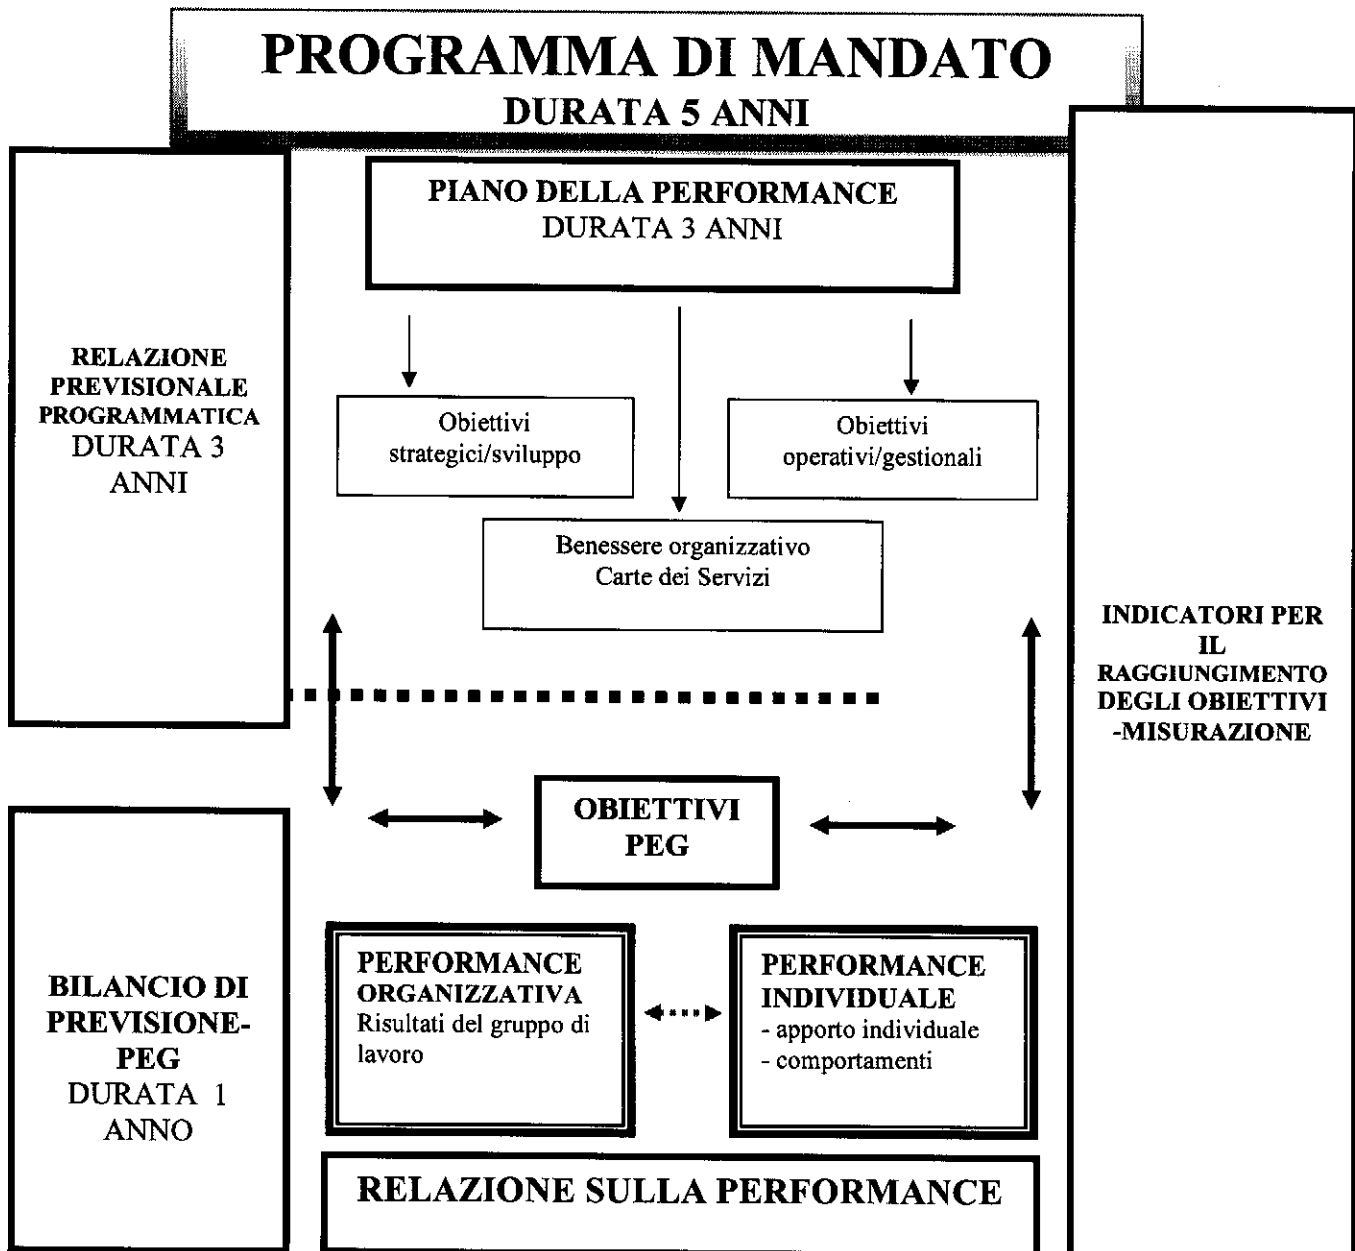 PROGRAMMA DI MANDATO
DURATA 5 ANNI
PIANO DELLA PERFORMANCE
DURATA 3 ANNI
RELAZIONE
PREVISIONALE
PROGRAMMATICA
DURATA 3
ANNI
Obiettivi
strategici/sviluppo
Obiettivi
operativi/gestionali
Benessere organizzativo
Carte dei Servizi
INDICATORI PER
IL
RAGGIUNGIMENTO
DEGLI OBIETTIVI
-MISURAZIONE
OBIETTIVI
PEG
BILANCIO DI
PREVISIONE-
PEG
DURATA 1
ANNO
PERFORMANCE
ORGANIZZATIVA
Risultati del gruppo di
lavoro
PERFORMANCE
INDIVIDUALE
- apporto individuale
- comportamenti
RELAZIONE SULLA PERFORMANCE